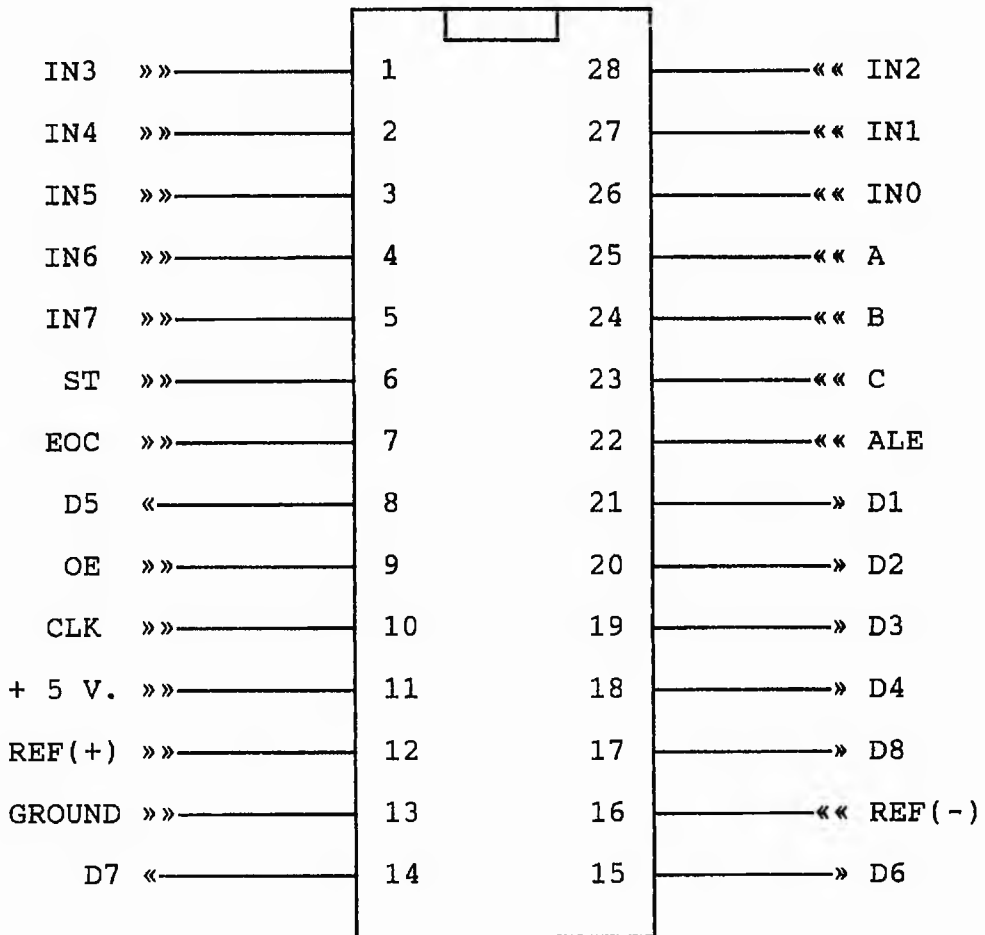 IN3 »» 1 28 «« IN2
IN4 »» 2 27 «« IN1
IN5 »» 3 26 «« IN0
IN6 »» 4 25 «« A
IN7 »» 5 24 «« B
ST »» 6 23 «« C
EOC »» 7 22 «« ALE
D5 « 8 21 » D1
OE »» 9 20 » D2
CLK »» 10 19 » D3
+ 5 V. »» 11 18 » D4
REF(+) »» 12 17 » D8
GROUND »» 13 16 «« REF(-)
D7 « 14 15 » D6